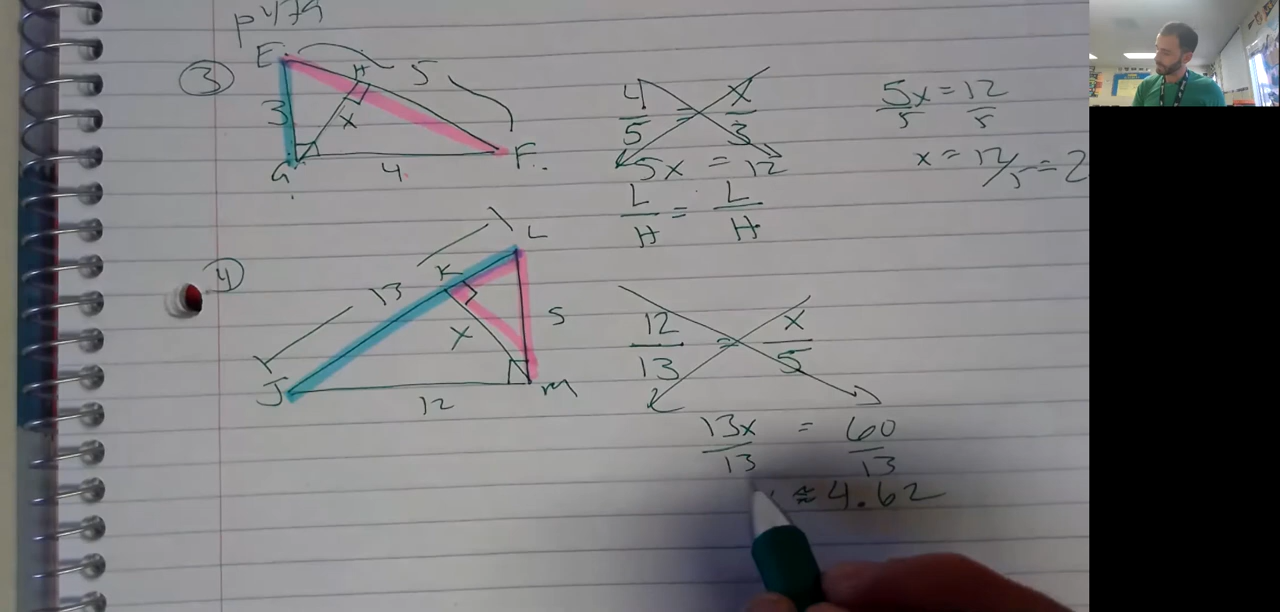 ③
E
H
5
3
x
G
4
F
4/5 = x/3
5x = 12
L/H = L/H
5x/5 = 12/5
x = 12/5 = 2
④
L
K
13
x
5
J
12
M
12/13 = x/5
13x/13 = 60/13
≈ 4.62